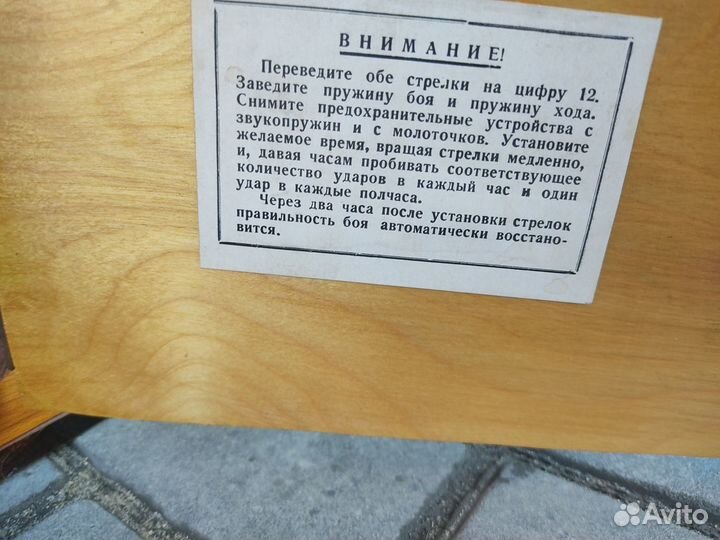 ВНИМАНИЕ!
Переведите обе стрелки на цифру 12.
Заведите пружину боя и пружину хода.
Снимите предохранительные устройства с
звукопружин и с молоточков. Установите
желаемое время, вращая стрелки медленно,
и, давая часам пробивать соответствующее
количество ударов в каждый час и один
удар в каждые полчаса.
Через два часа после установки стрелок
правильность боя автоматически восстано-
вится.
Avito